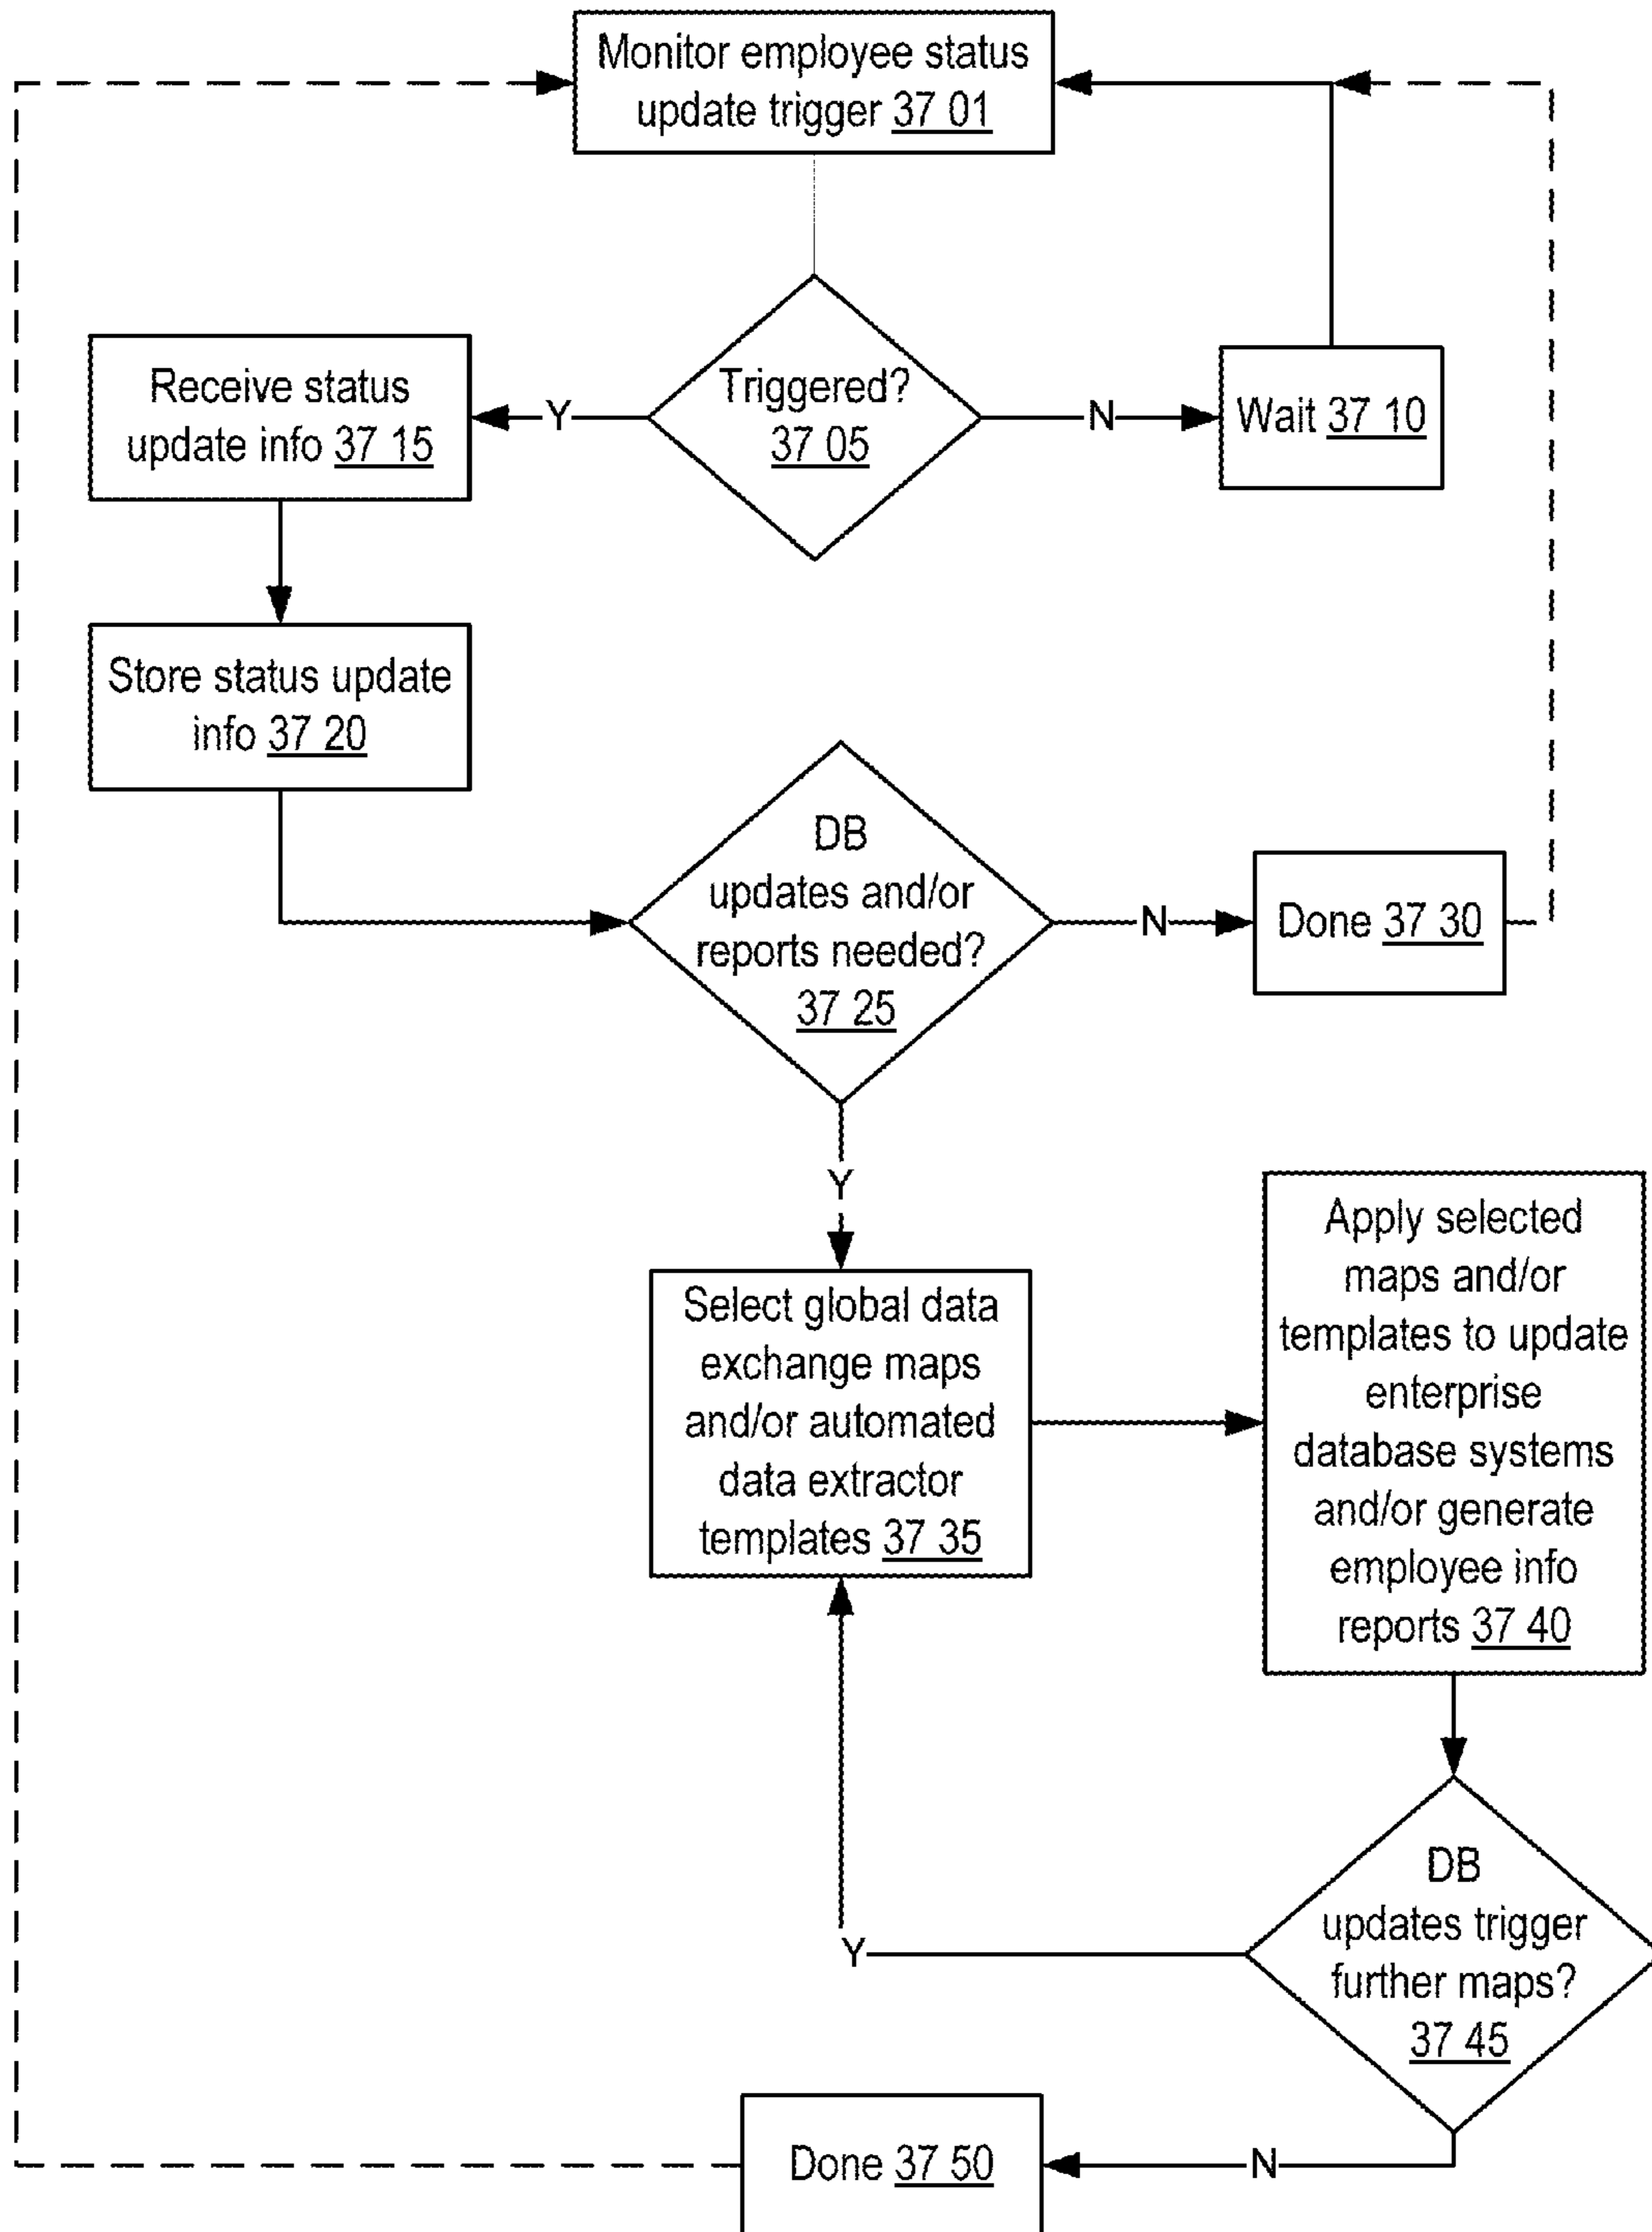 Monitor employee status
update trigger 37 01
Triggered?
37 05
Y
N
Receive status
update info 37 15
Wait 37 10
Store status update
info 37 20
DB
updates and/or
reports needed?
37 25
N
Done 37 30
Y
Select global data
exchange maps
and/or automated
data extractor
templates 37 35
Apply selected
maps and/or
templates to update
enterprise
database systems
and/or generate
employee info
reports 37 40
DB
updates trigger
further maps?
37 45
Y
N
Done 37 50